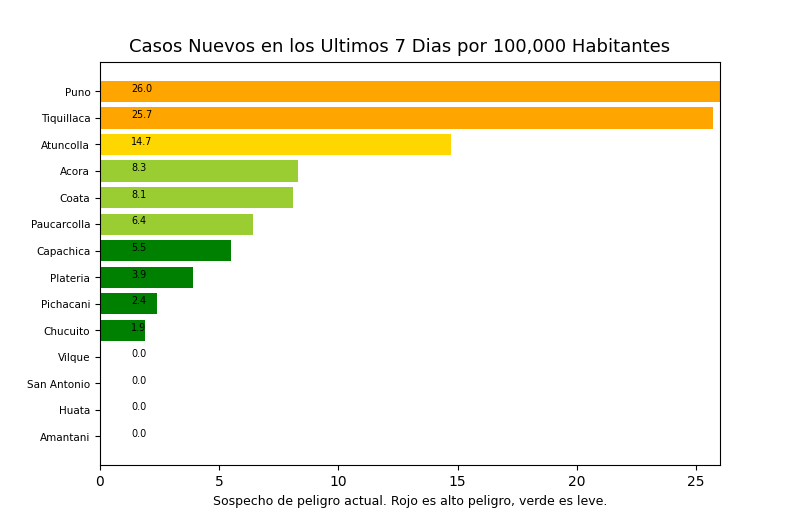 Casos Nuevos en los Ultimos 7 Dias por 100,000 Habitantes
Puno 26.0
Tiquillaca 25.7
Atuncolla 14.7
Acora 8.3
Coata 8.1
Paucarcolla 6.4
Capachica 5.5
Plateria 3.9
Pichacani 2.4
Chucuito 1.9
Vilque 0.0
San Antonio 0.0
Huata 0.0
Amantani 0.0
0 5 10 15 20 25
Sospecho de peligro actual. Rojo es alto peligro, verde es leve.